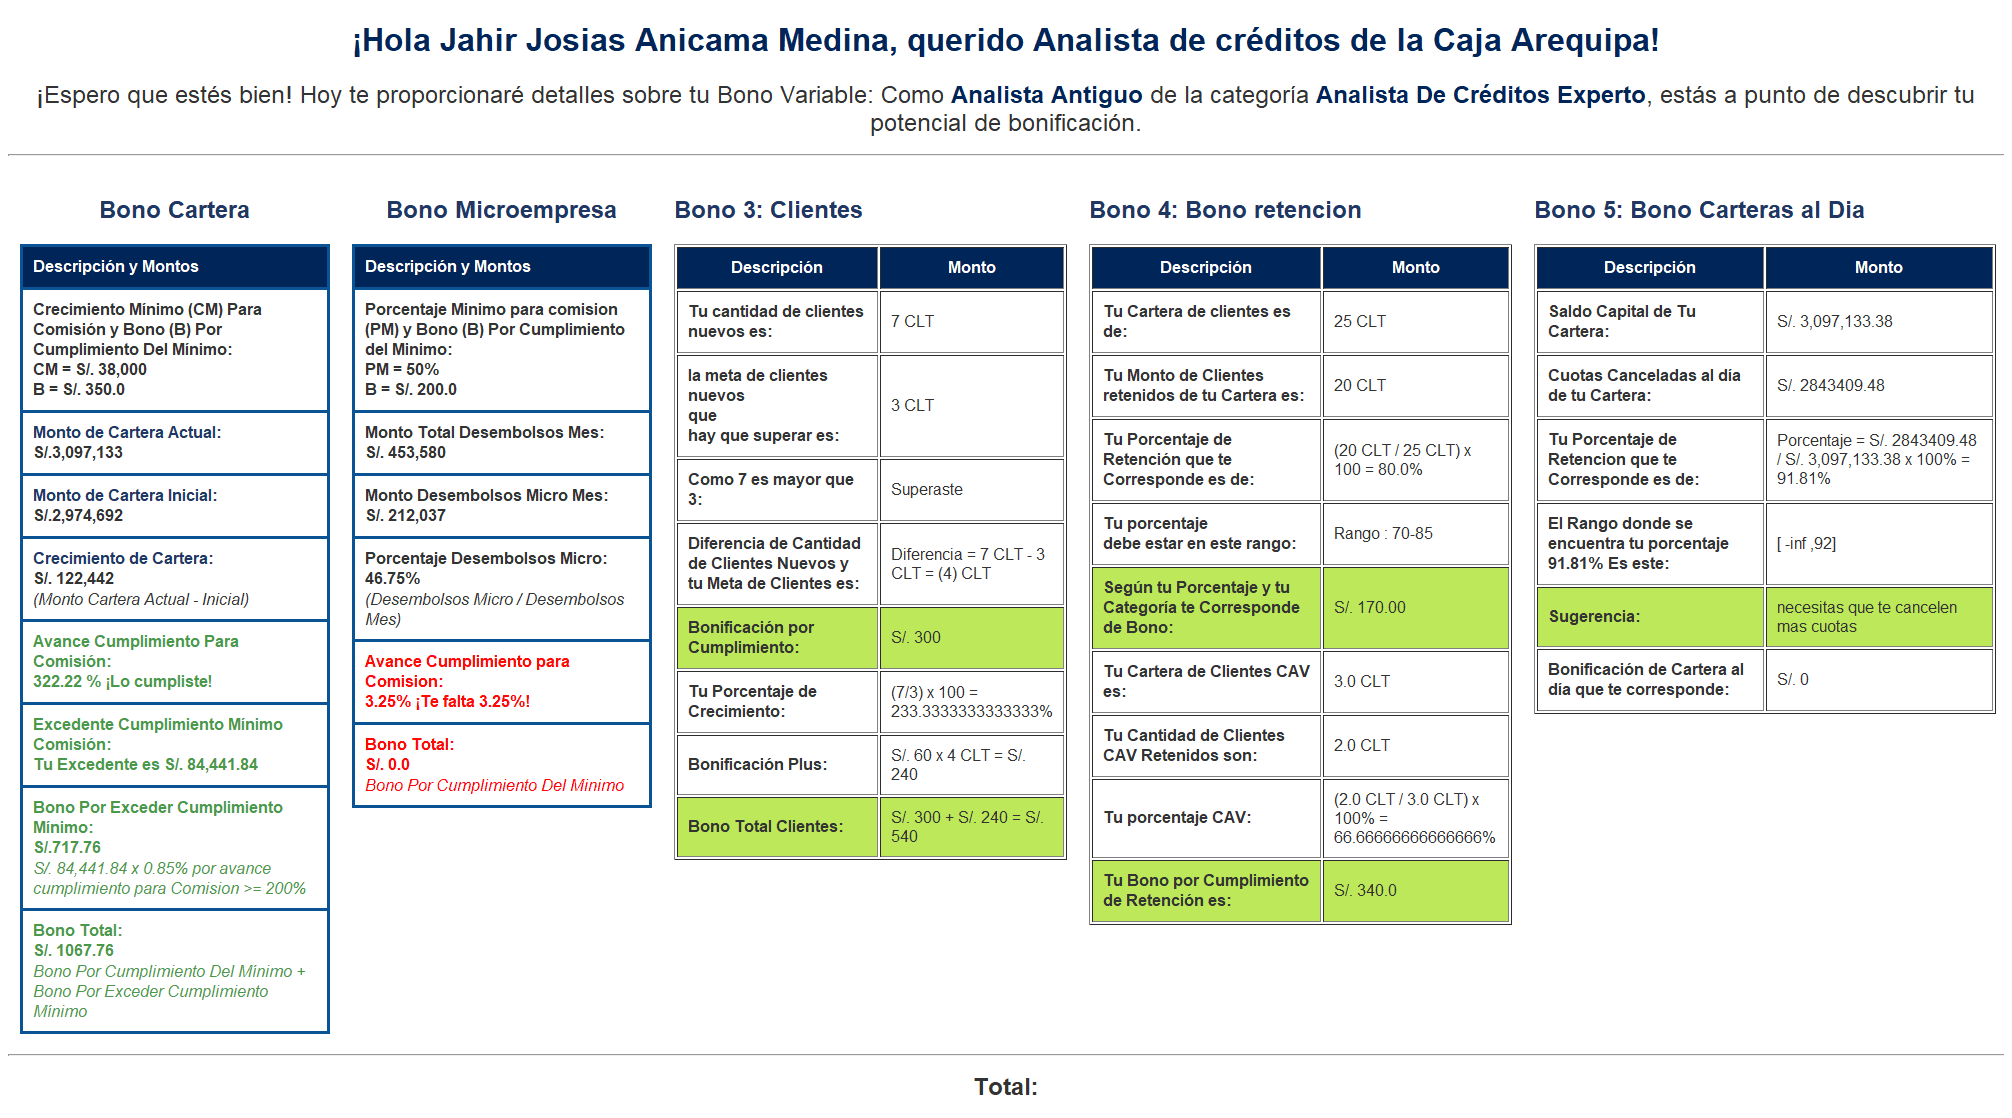 ¡Hola Jahir Josias Anicama Medina, querido Analista de créditos de la Caja Arequipa!
¡Espero que estés bien! Hoy te proporcionaré detalles sobre tu Bono Variable: Como Analista Antiguo de la categoría Analista De Créditos Experto, estás a punto de descubrir tu
potencial de bonificación.
Bono Cartera
Descripción y Montos
Crecimiento Mínimo (CM) Para
Comisión y Bono (B) Por
Cumplimiento Del Mínimo:
CM = S/. 38,000
B = S/. 350.0
Monto de Cartera Actual:
S/.3,097,133
Monto de Cartera Inicial:
S/.2,974,692
Crecimiento de Cartera:
S/. 122,442
(Monto Cartera Actual - Inicial)
Avance Cumplimiento Para
Comisión:
322.22 % ¡Lo cumpliste!
Excedente Cumplimiento Mínimo
Comisión:
Tu Excedente es S/. 84,441.84
Bono Por Exceder Cumplimiento
Mínimo:
S/.717.76
S/. 84,441.84 x 0.85% por avance
cumplimiento para Comision >= 200%
Bono Total:
S/. 1067.76
Bono Por Cumplimiento Del Mínimo +
Bono Por Exceder Cumplimiento
Mínimo
Bono Microempresa
Descripción y Montos
Porcentaje Minimo para comision
(PM) y Bono (B) Por Cumplimiento
del Minimo:
PM = 50%
B = S/. 200.0
Monto Total Desembolsos Mes:
S/. 453,580
Monto Desembolsos Micro Mes:
S/. 212,037
Porcentaje Desembolsos Micro:
46.75%
(Desembolsos Micro / Desembolsos
Mes)
Avance Cumplimiento para
Comision:
3.25% ¡Te falta 3.25%!
Bono Total:
S/. 0.0
Bono Por Cumplimiento Del Minimo
Bono 3: Clientes
Descripción Monto
Tu cantidad de clientes
nuevos es:
7 CLT
la meta de clientes
nuevos
que
hay que superar es:
3 CLT
Como 7 es mayor que
3:
Superaste
Diferencia de Cantidad
de Clientes Nuevos y
tu Meta de Clientes es:
Diferencia = 7 CLT - 3
CLT = (4) CLT
Bonificación por
Cumplimiento:
S/. 300
Tu Porcentaje de
Crecimiento:
(7/3) x 100 =
233.3333333333333%
Bonificación Plus:
S/. 60 x 4 CLT = S/.
240
Bono Total Clientes:
S/. 300 + S/. 240 = S/.
540
Bono 4: Bono retencion
Descripción Monto
Tu Cartera de clientes es
de:
25 CLT
Tu Monto de Clientes
retenidos de tu Cartera es:
20 CLT
Tu Porcentaje de
Retención que te
Corresponde es de:
(20 CLT / 25 CLT) x
100 = 80.0%
Tu porcentaje
debe estar en este rango:
Rango : 70-85
Según tu Porcentaje y tu
Categoría te Corresponde
de Bono:
S/. 170.00
Tu Cartera de Clientes CAV
es:
3.0 CLT
Tu Cantidad de Clientes
CAV Retenidos son:
2.0 CLT
Tu porcentaje CAV:
(2.0 CLT / 3.0 CLT) x
100% =
66.66666666666666%
Tu Bono por Cumplimiento
de Retención es:
S/. 340.0
Bono 5: Bono Carteras al Dia
Descripción Monto
Saldo Capital de Tu
Cartera:
S/. 3,097,133.38
Cuotas Canceladas al día
de tu Cartera:
S/. 2843409.48
Tu Porcentaje de
Retencion que te
Corresponde es de:
Porcentaje = S/. 2843409.48
/ S/. 3,097,133.38 x 100% =
91.81%
El Rango donde se
encuentra tu porcentaje
91.81% Es este:
[ -inf ,92]
Sugerencia:
necesitas que te cancelen
mas cuotas
Bonificación de Cartera al
día que te corresponde:
S/. 0
Total: